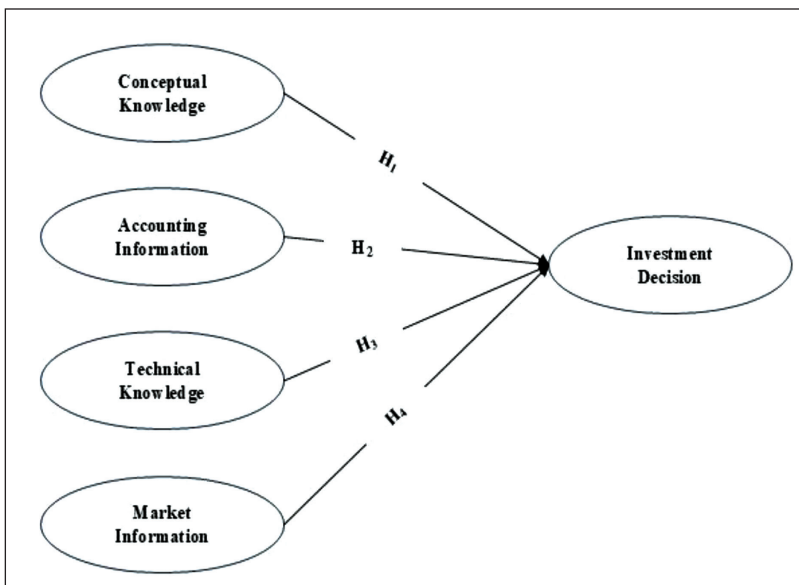 Conceptual
Knowledge
H1
Accounting
Information
H2
Investment
Decision
Technical
Knowledge
H3
H4
Market
Information